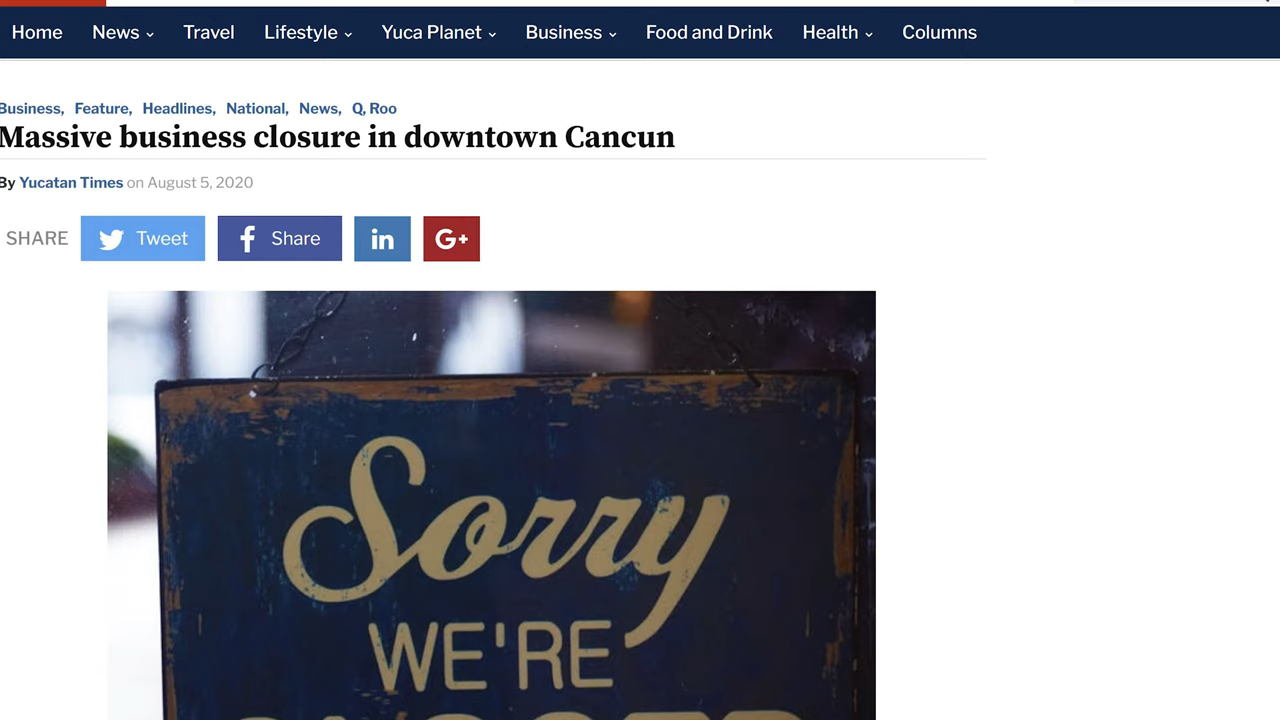 Home News Travel Lifestyle Yuca Planet Business Food and Drink Health Columns
Business, Feature, Headlines, National, News, Q, Roo
Massive business closure in downtown Cancun
By Yucatan Times on August 5, 2020
SHARE Tweet Share in G+
Sorry
WE'RE